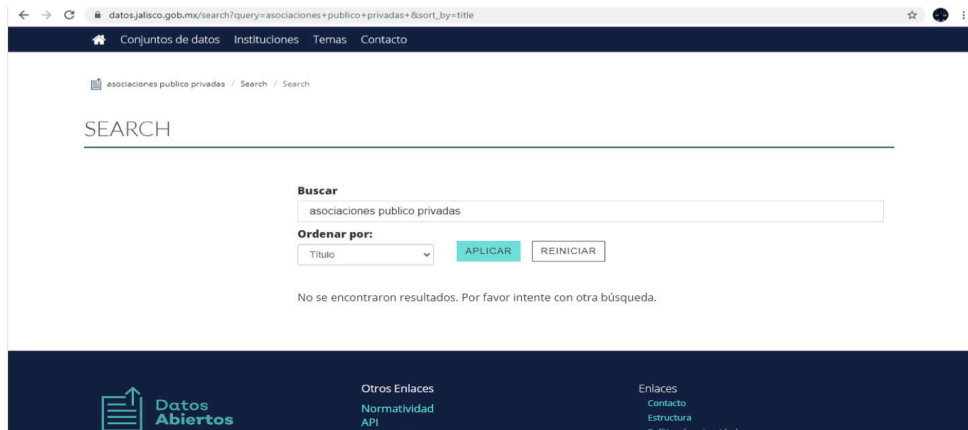 datos.jalisco.gob.mx/search?query=asociaciones+publico+privadas+&sort_by=title
Conjuntos de datos Instituciones Temas Contacto
asociaciones publico privadas / Search / Search
SEARCH
Buscar
asociaciones publico privadas
Ordenar por:
Título
APLICAR
REINICIAR
No se encontraron resultados. Por favor intente con otra búsqueda.
Datos
Abiertos
Otros Enlaces
Normatividad
API
Enlaces
Contacto
Estructura